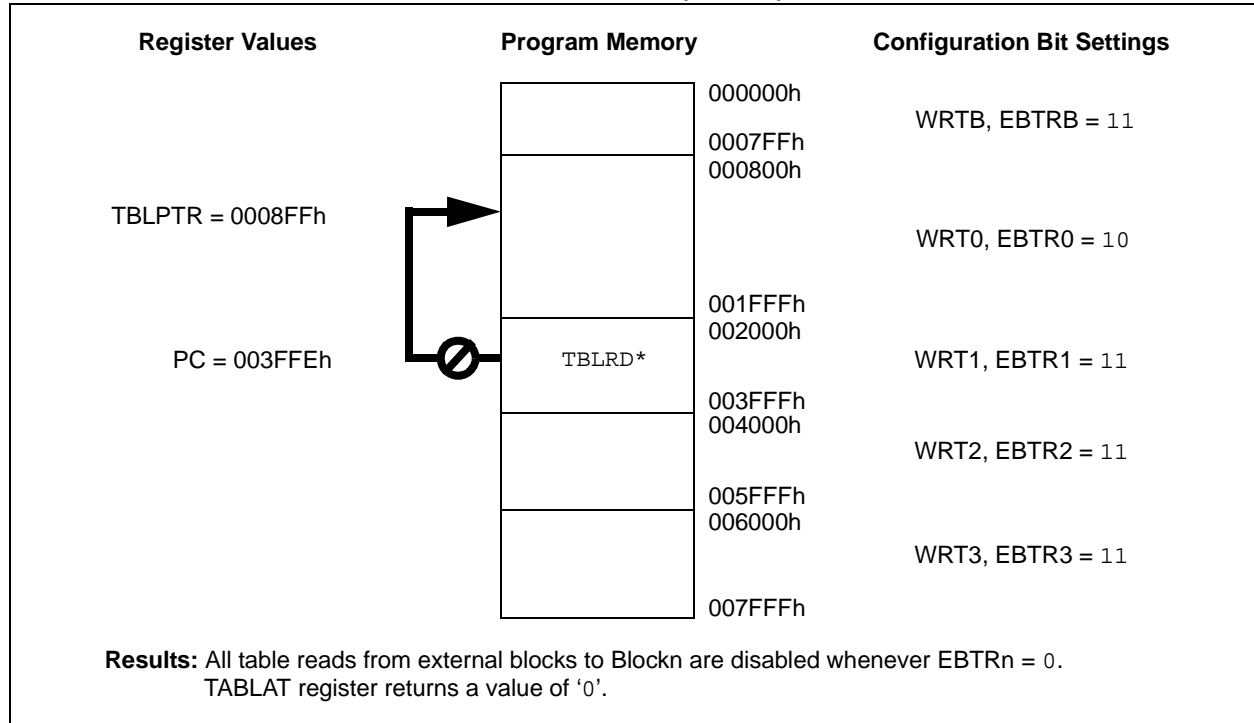 Register Values
Program Memory
Configuration Bit Settings
000000h
WRTB, EBTRB = 11
0007FFh
000800h
TBLPTR = 0008FFh
WRT0, EBTR0 = 10
001FFFh
002000h
PC = 003FFEh
TBLRD*
WRT1, EBTR1 = 11
003FFFh
004000h
WRT2, EBTR2 = 11
005FFFh
006000h
WRT3, EBTR3 = 11
007FFFh
Results: All table reads from external blocks to Blockn are disabled whenever EBTRn = 0.
TABLAT register returns a value of ‘0’.